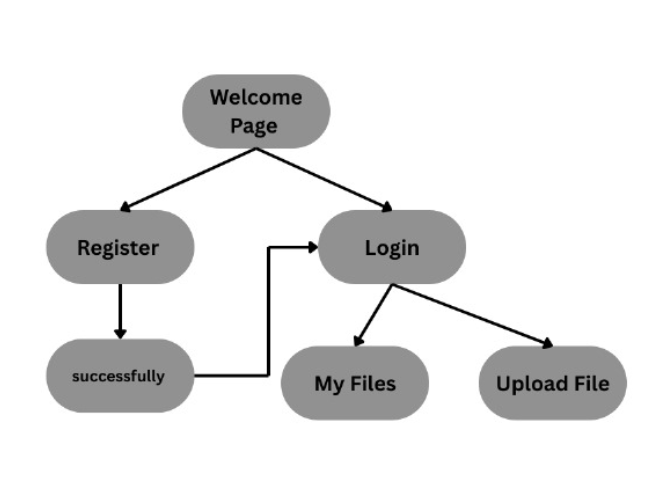 Welcome
Page
Register
Login
successfully
My Files
Upload File